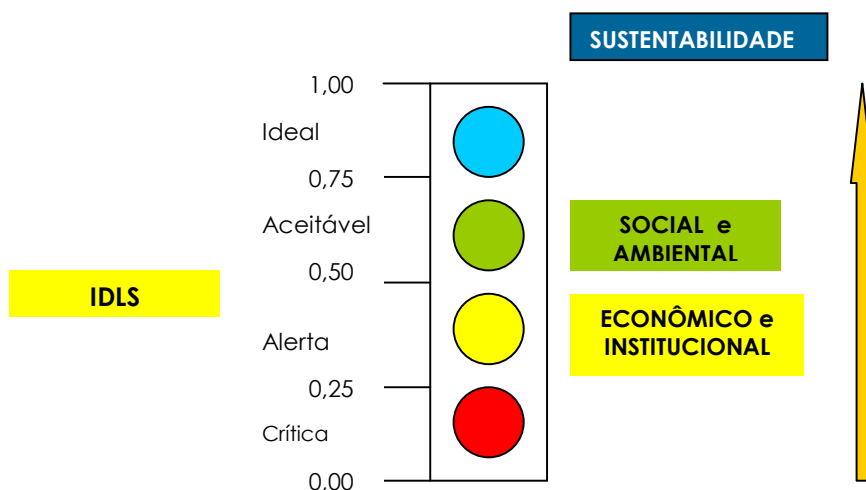 SUSTENTABILIDADE
1,00
Ideal
0,75
Aceitável
SOCIAL e
AMBIENTAL
0,50
IDLS
ECONÔMICO e
INSTITUCIONAL
Alerta
0,25
Crítica
0,00